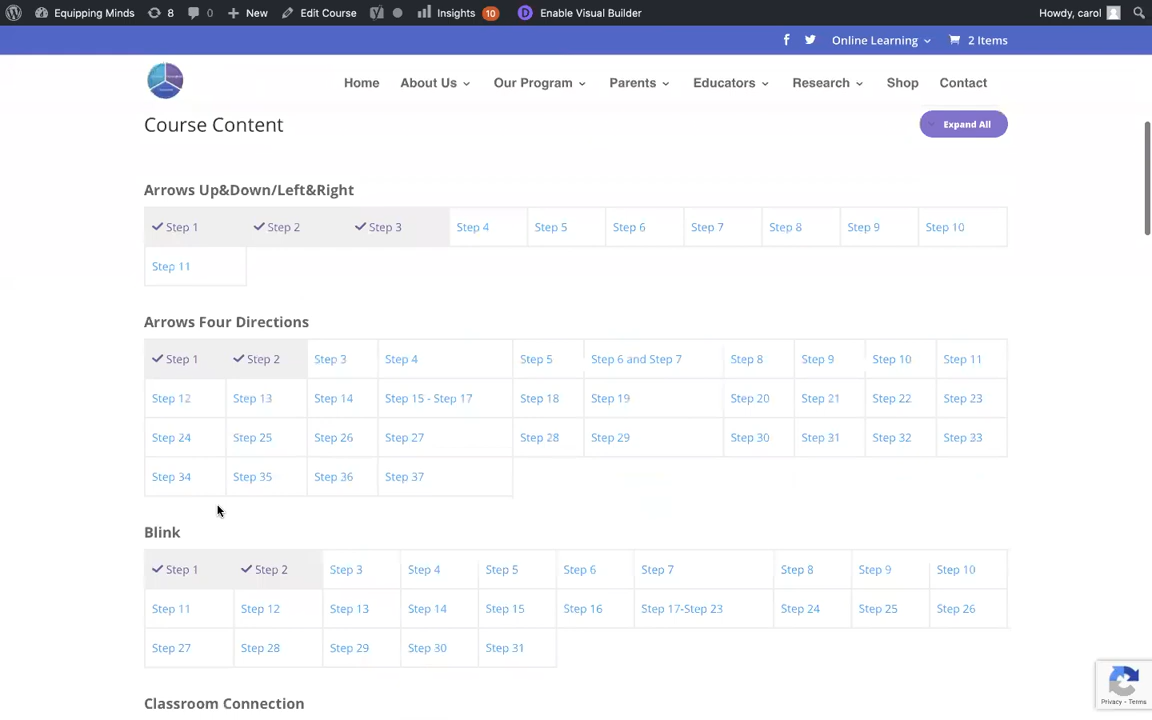 Equipping Minds 8 0 New Edit Course Insights 10 Enable Visual Builder Howdy, carol
Online Learning 2 Items
Home About Us Our Program Parents Educators Research Shop Contact
Course Content Expand All
Arrows Up&Down/Left&Right
Step 1 Step 2 Step 3 Step 4 Step 5 Step 6 Step 7 Step 8 Step 9 Step 10
Step 11
Arrows Four Directions
Step 1 Step 2 Step 3 Step 4 Step 5 Step 6 and Step 7 Step 8 Step 9 Step 10 Step 11
Step 12 Step 13 Step 14 Step 15 - Step 17 Step 18 Step 19 Step 20 Step 21 Step 22 Step 23
Step 24 Step 25 Step 26 Step 27 Step 28 Step 29 Step 30 Step 31 Step 32 Step 33
Step 34 Step 35 Step 36 Step 37
Blink
Step 1 Step 2 Step 3 Step 4 Step 5 Step 6 Step 7 Step 8 Step 9 Step 10
Step 11 Step 12 Step 13 Step 14 Step 15 Step 16 Step 17-Step 23 Step 24 Step 25 Step 26
Step 27 Step 28 Step 29 Step 30 Step 31
Classroom Connection
Privacy - Terms